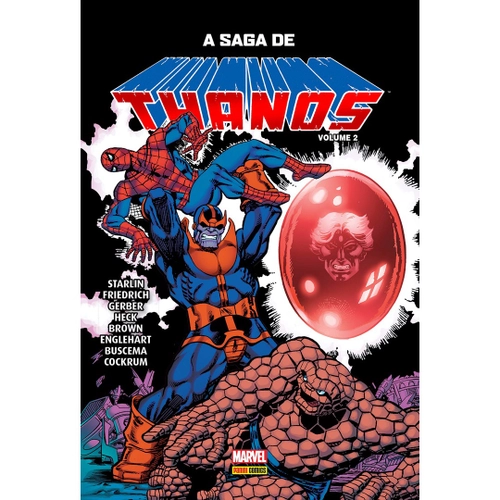 A SAGA DE
THANOS
VOLUME 2
STARLIN
FRIEDRICH
GERBER
HECK
BROWN
ENGLEHART
BUSCEMA
COCKRUM
MARVEL
PANINI COMICS